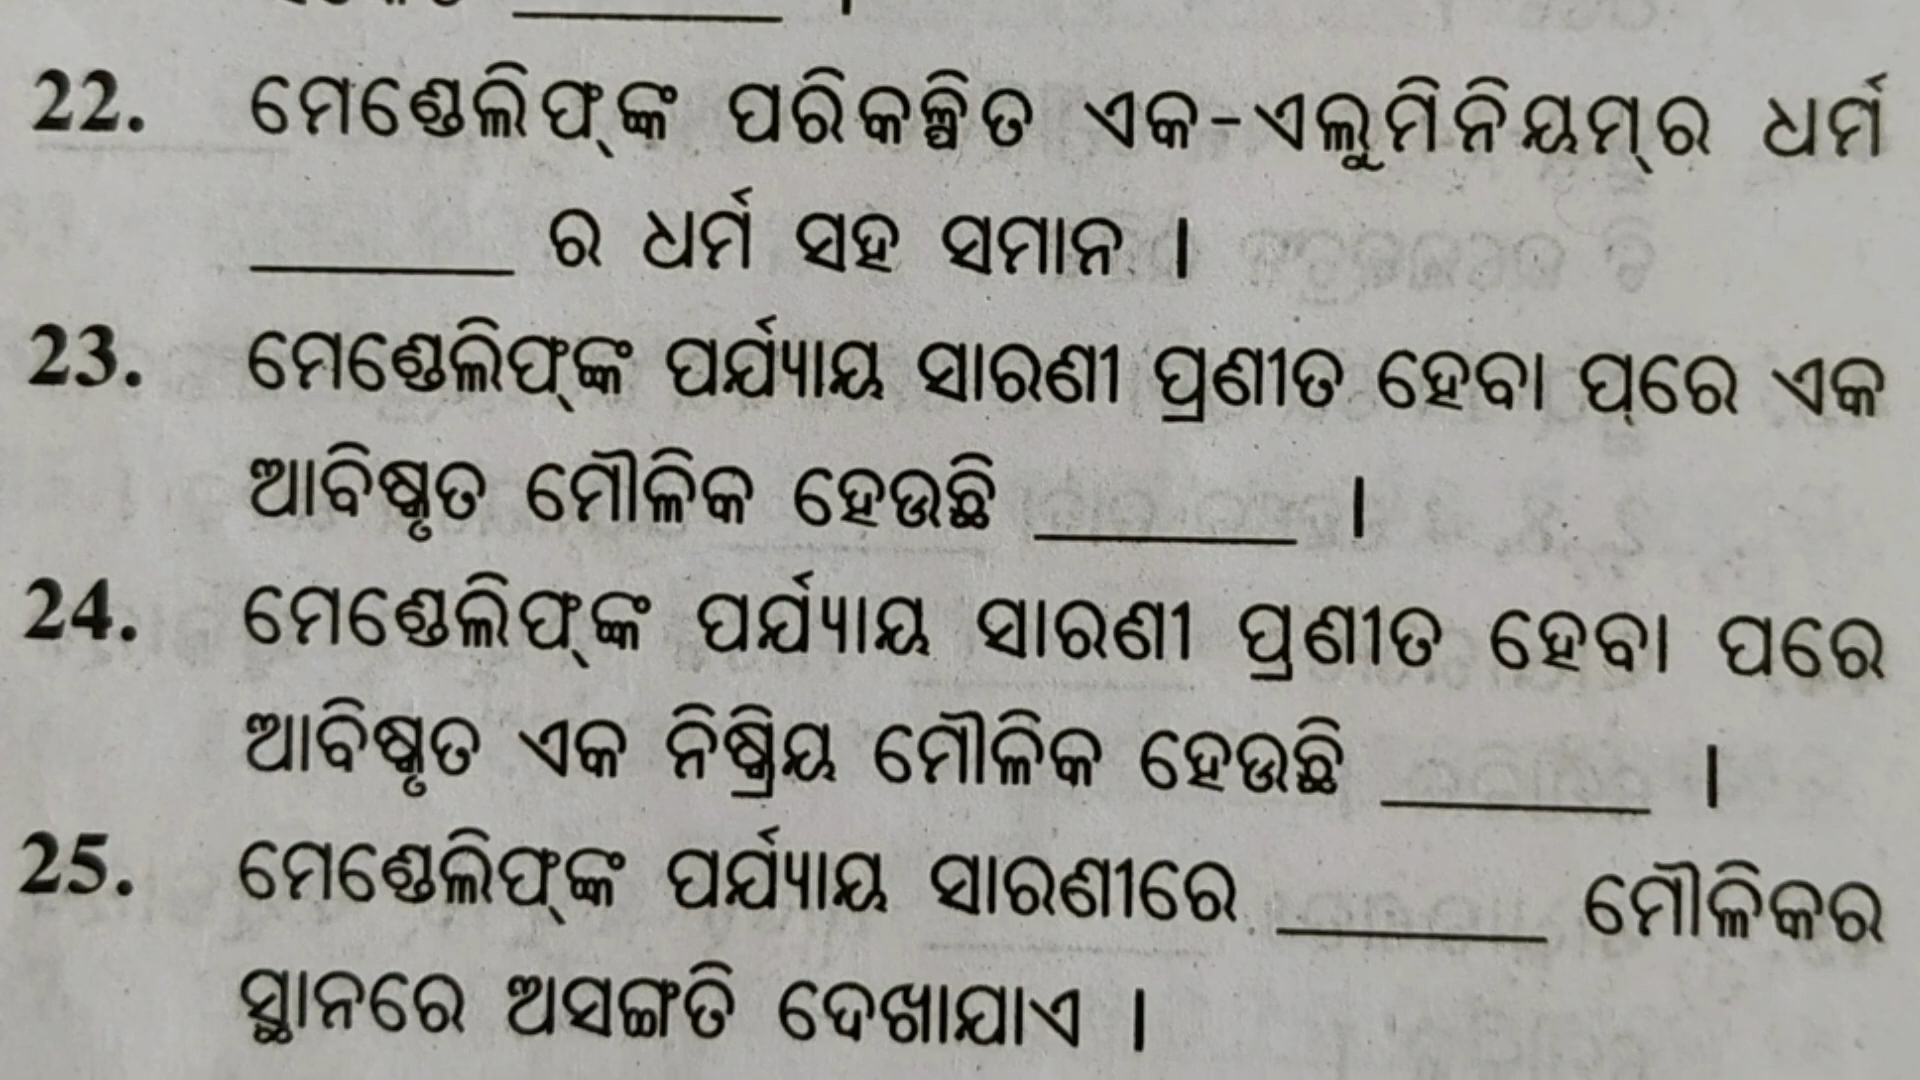 22. ମେଣ୍ଡେଲିଫ୍‌ଙ୍କ ପରିକଳ୍ପିତ ଏକ-ଏଲୁମିନିୟମ୍‌ର ଧର୍ମ
______ ର ଧର୍ମ ସହ ସମାନ ।
23. ମେଣ୍ଡେଲିଫ୍‌ଙ୍କ ପର୍ଯ୍ୟାୟ ସାରଣୀ ପ୍ରଣୀତ ହେବା ପରେ ଏକ
ଆବିଷ୍କୃତ ମୌଳିକ ହେଉଛି ______ ।
24. ମେଣ୍ଡେଲିଫ୍‌ଙ୍କ ପର୍ଯ୍ୟାୟ ସାରଣୀ ପ୍ରଣୀତ ହେବା ପରେ
ଆବିଷ୍କୃତ ଏକ ନିଷ୍କ୍ରିୟ ମୌଳିକ ହେଉଛି ______ ।
25. ମେଣ୍ଡେଲିଫ୍‌ଙ୍କ ପର୍ଯ୍ୟାୟ ସାରଣୀରେ ______ ମୌଳିକର
ସ୍ଥାନରେ ଅସଙ୍ଗତି ଦେଖାଯାଏ ।